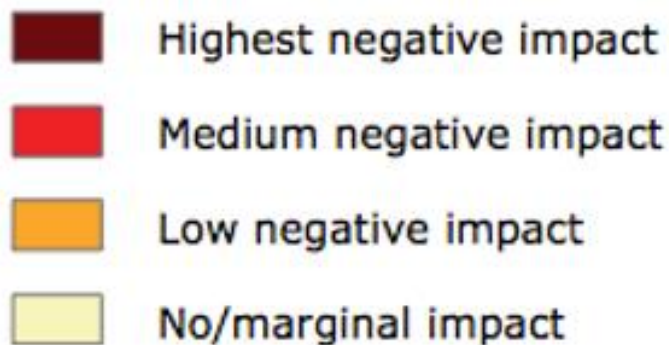 Highest negative impact
Medium negative impact
Low negative impact
No/marginal impact